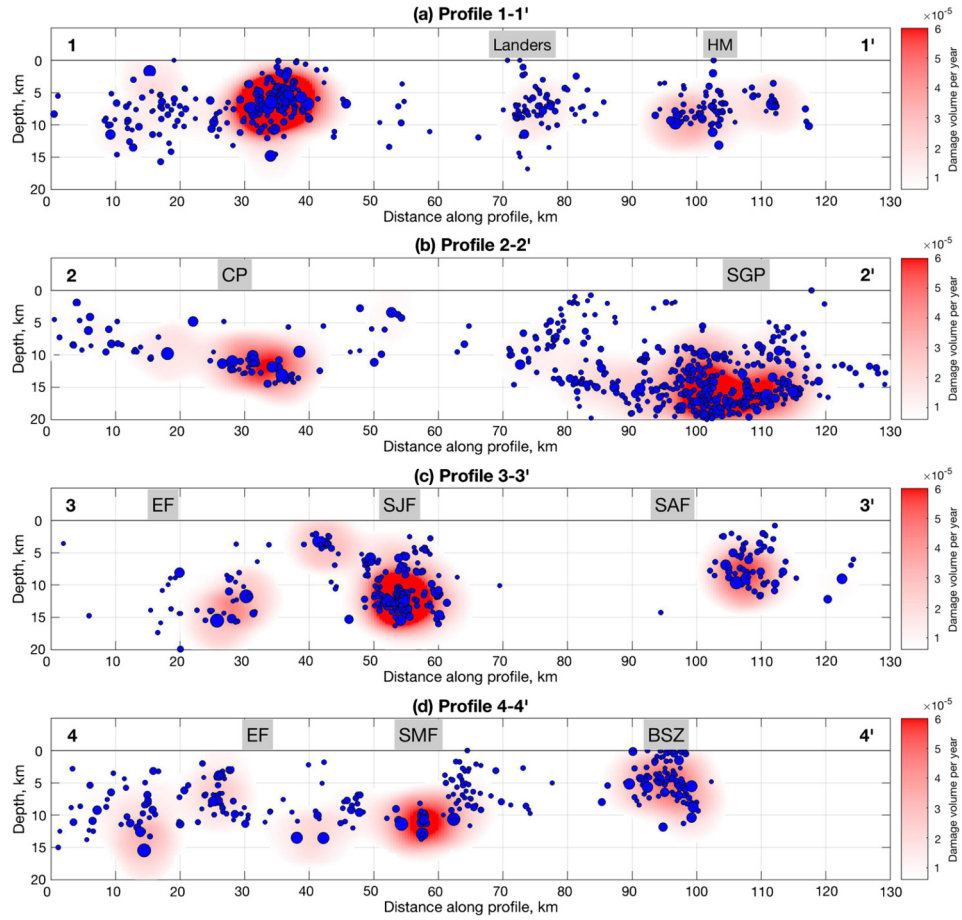 (a) Profile 1-1'
1 Landers HM 1'
Depth, km
0
5
10
15
20
0 10 20 30 40 50 60 70 80 90 100 110 120 130
Distance along profile, km
×10⁻⁵
6
5
4
3
2
1
Damage volume per year
(b) Profile 2-2'
2 CP SGP 2'
Depth, km
0
5
10
15
20
0 10 20 30 40 50 60 70 80 90 100 110 120 130
Distance along profile, km
×10⁻⁵
6
5
4
3
2
1
Damage volume per year
(c) Profile 3-3'
3 EF SJF SAF 3'
Depth, km
0
5
10
15
20
0 10 20 30 40 50 60 70 80 90 100 110 120 130
Distance along profile, km
×10⁻⁵
6
5
4
3
2
1
Damage volume per year
(d) Profile 4-4'
4 EF SMF BSZ 4'
Depth, km
0
5
10
15
20
0 10 20 30 40 50 60 70 80 90 100 110 120 130
Distance along profile, km
×10⁻⁵
6
5
4
3
2
1
Damage volume per year